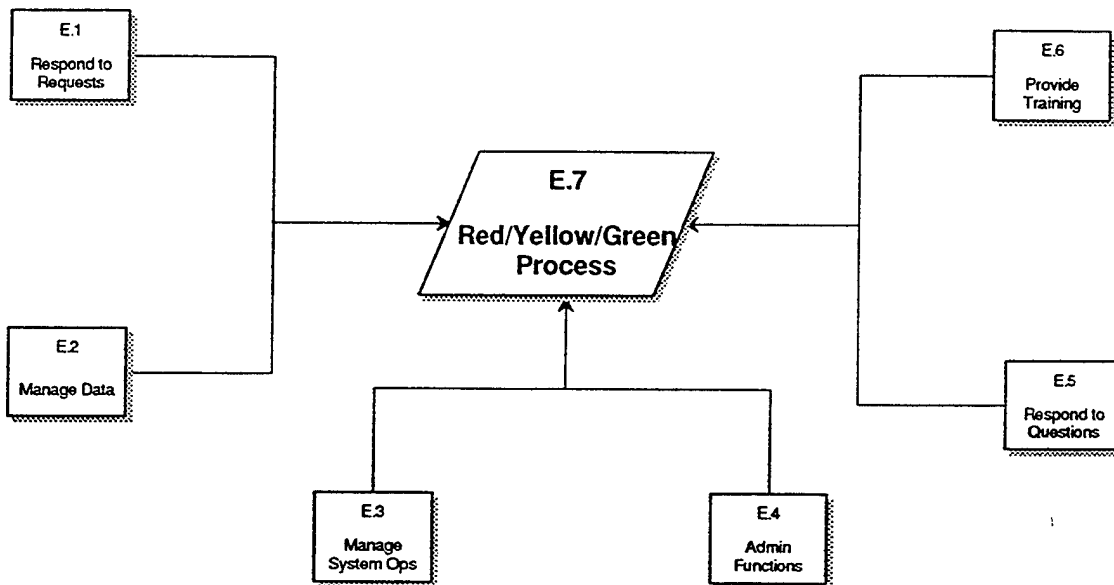 E.1
Respond to
Requests
E.6
Provide
Training
E.7
Red/Yellow/Green
Process
E.2
Manage Data
E.5
Respond to
Questions
E.3
Manage
System Ops
E.4
Admin
Functions